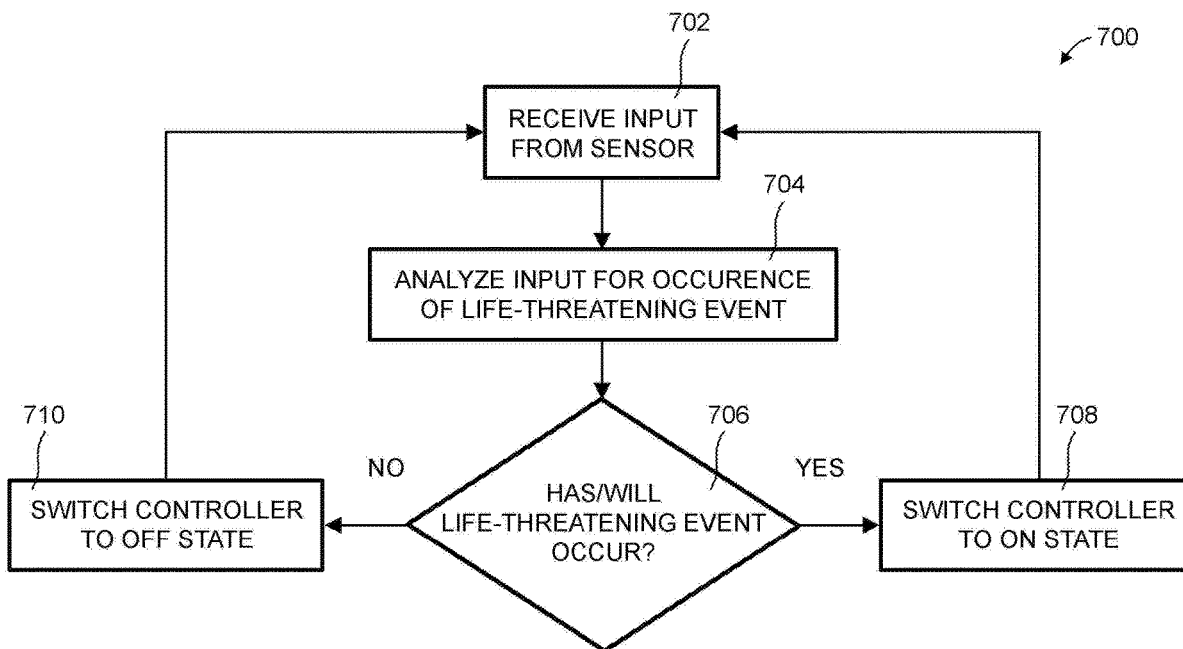 702
700
RECEIVE INPUT
FROM SENSOR
704
ANALYZE INPUT FOR OCCURENCE
OF LIFE-THREATENING EVENT
710
706
708
NO
YES
SWITCH CONTROLLER
TO OFF STATE
HAS/WILL
LIFE-THREATENING EVENT
OCCUR?
SWITCH CONTROLLER
TO ON STATE